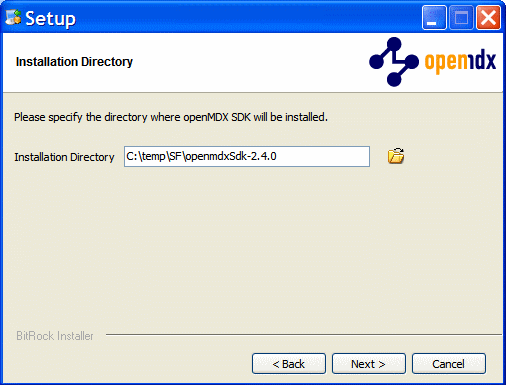 Setup
Installation Directory
openmdx
Please specify the directory where openMDX SDK will be installed.
Installation Directory C:\temp\SF\openmdxSdk-2.4.0
BitRock Installer
< Back Next > Cancel